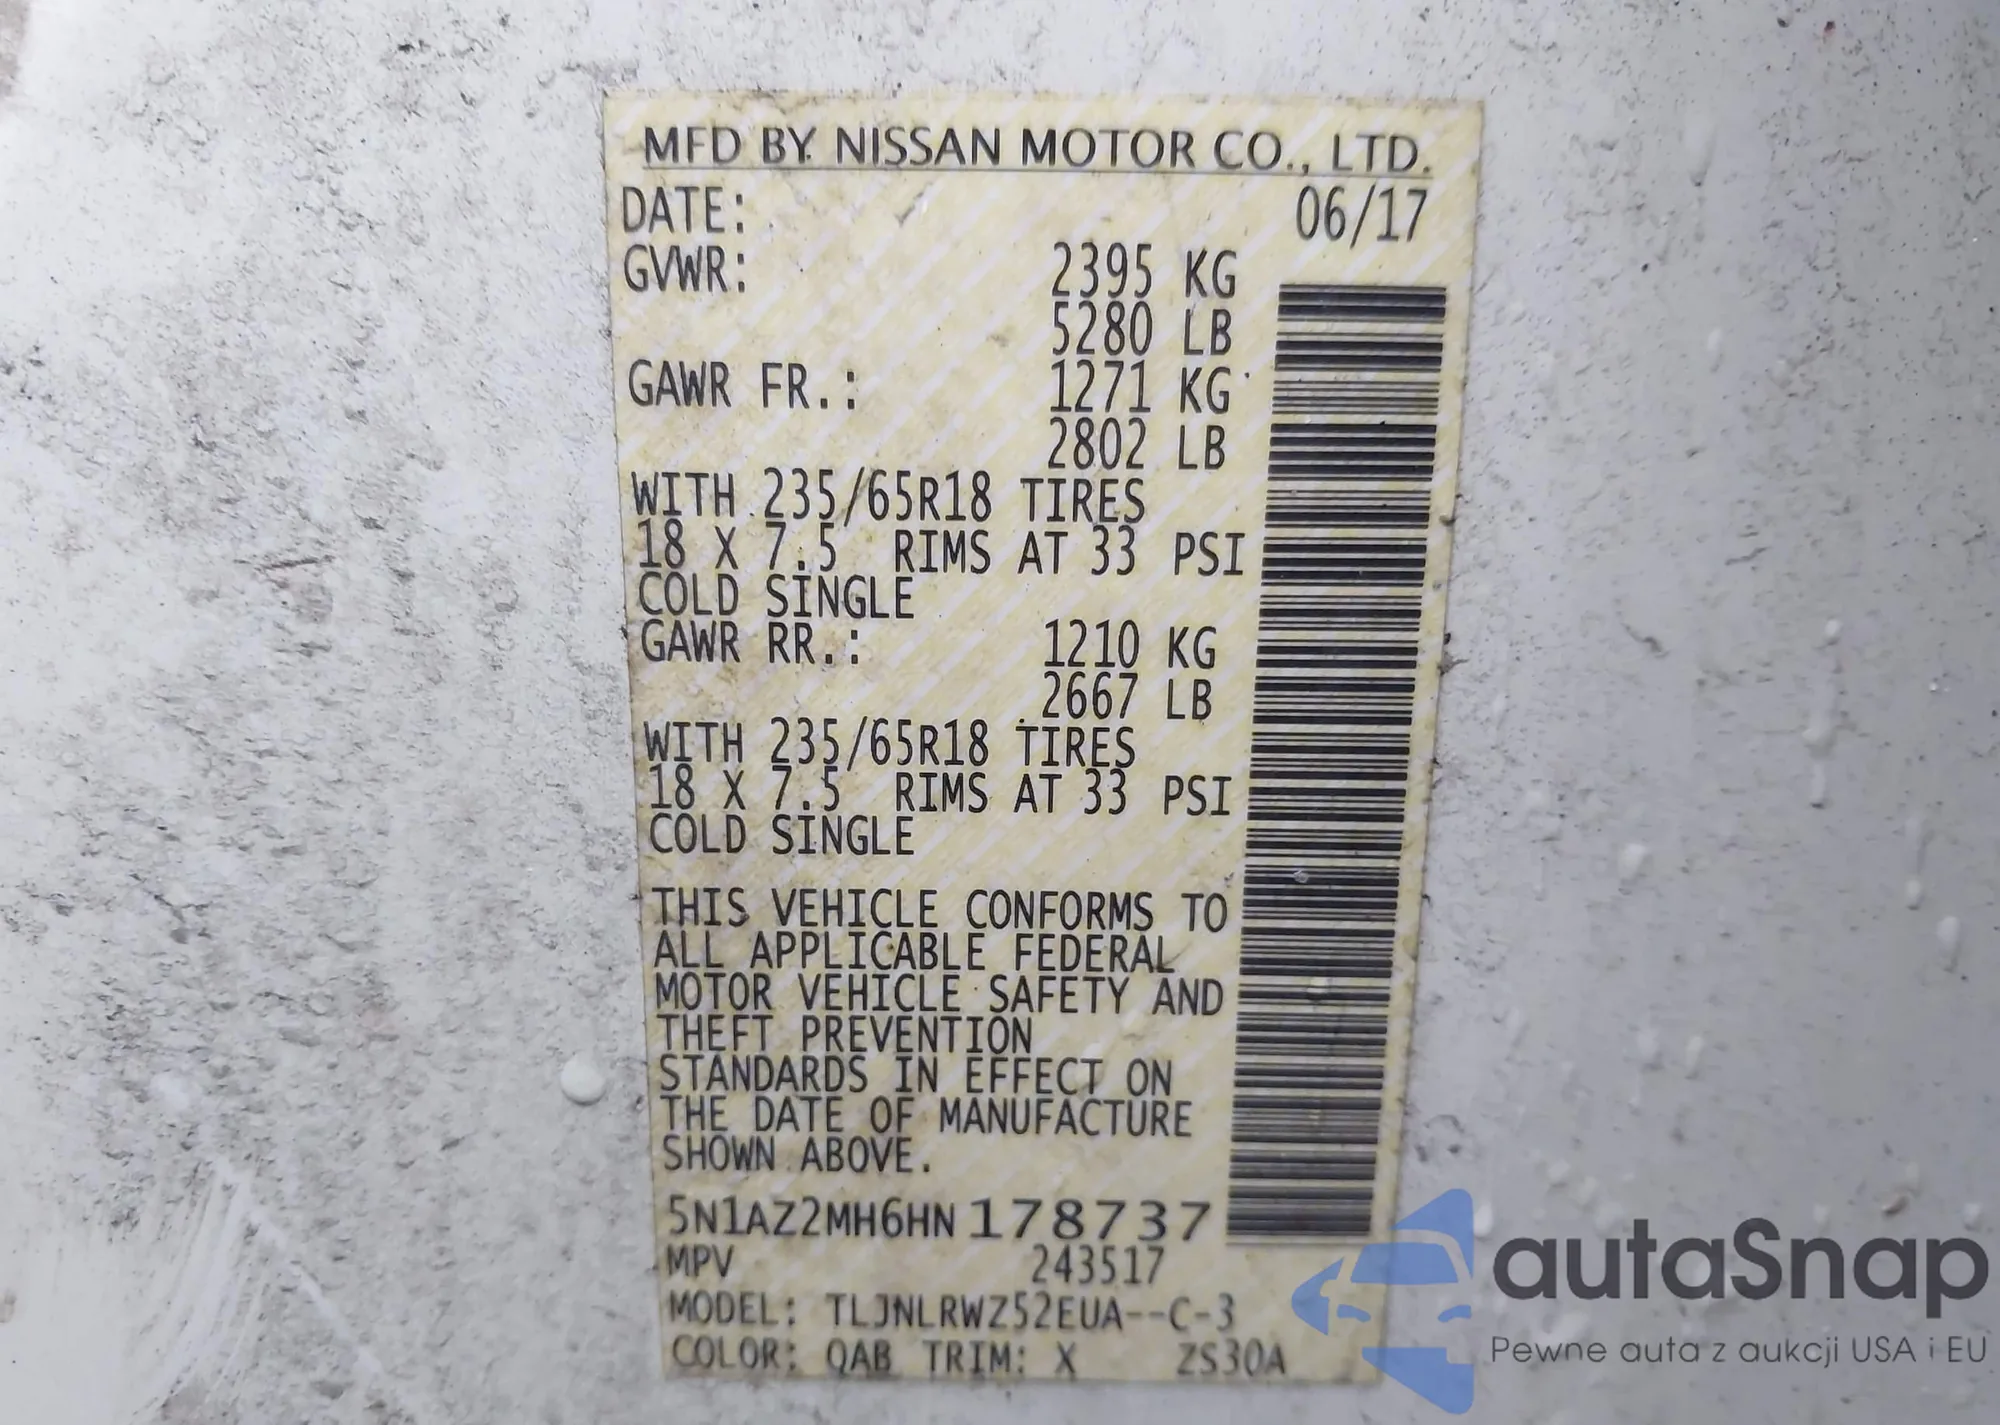 MFD BY NISSAN MOTOR CO., LTD.
DATE: 06/17
GVWR: 2395 KG
5280 LB
GAWR FR.: 1271 KG
2802 LB
WITH 235/65R18 TIRES
18 X 7.5 RIMS AT 33 PSI
COLD SINGLE
GAWR RR.: 1210 KG
2667 LB
WITH 235/65R18 TIRES
18 X 7.5 RIMS AT 33 PSI
COLD SINGLE
THIS VEHICLE CONFORMS TO
ALL APPLICABLE FEDERAL
MOTOR VEHICLE SAFETY AND
THEFT PREVENTION
STANDARDS IN EFFECT ON
THE DATE OF MANUFACTURE
SHOWN ABOVE.
5N1AZ2MH6HN178737
MPV 243517
MODEL: TLJNLRWZ52EUA--C-3
COLOR: QAB TRIM: X ZS30A
autaSnap
Pewne auta z aukcji USA i EU